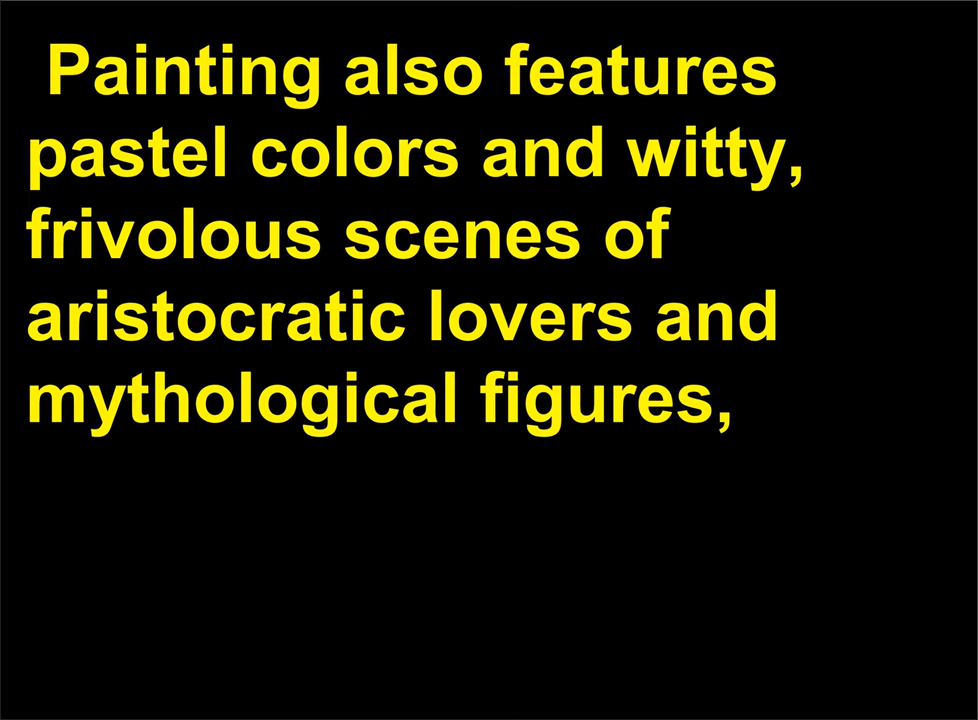 Painting also features
pastel colors and witty,
frivolous scenes of
aristocratic lovers and
mythological figures,